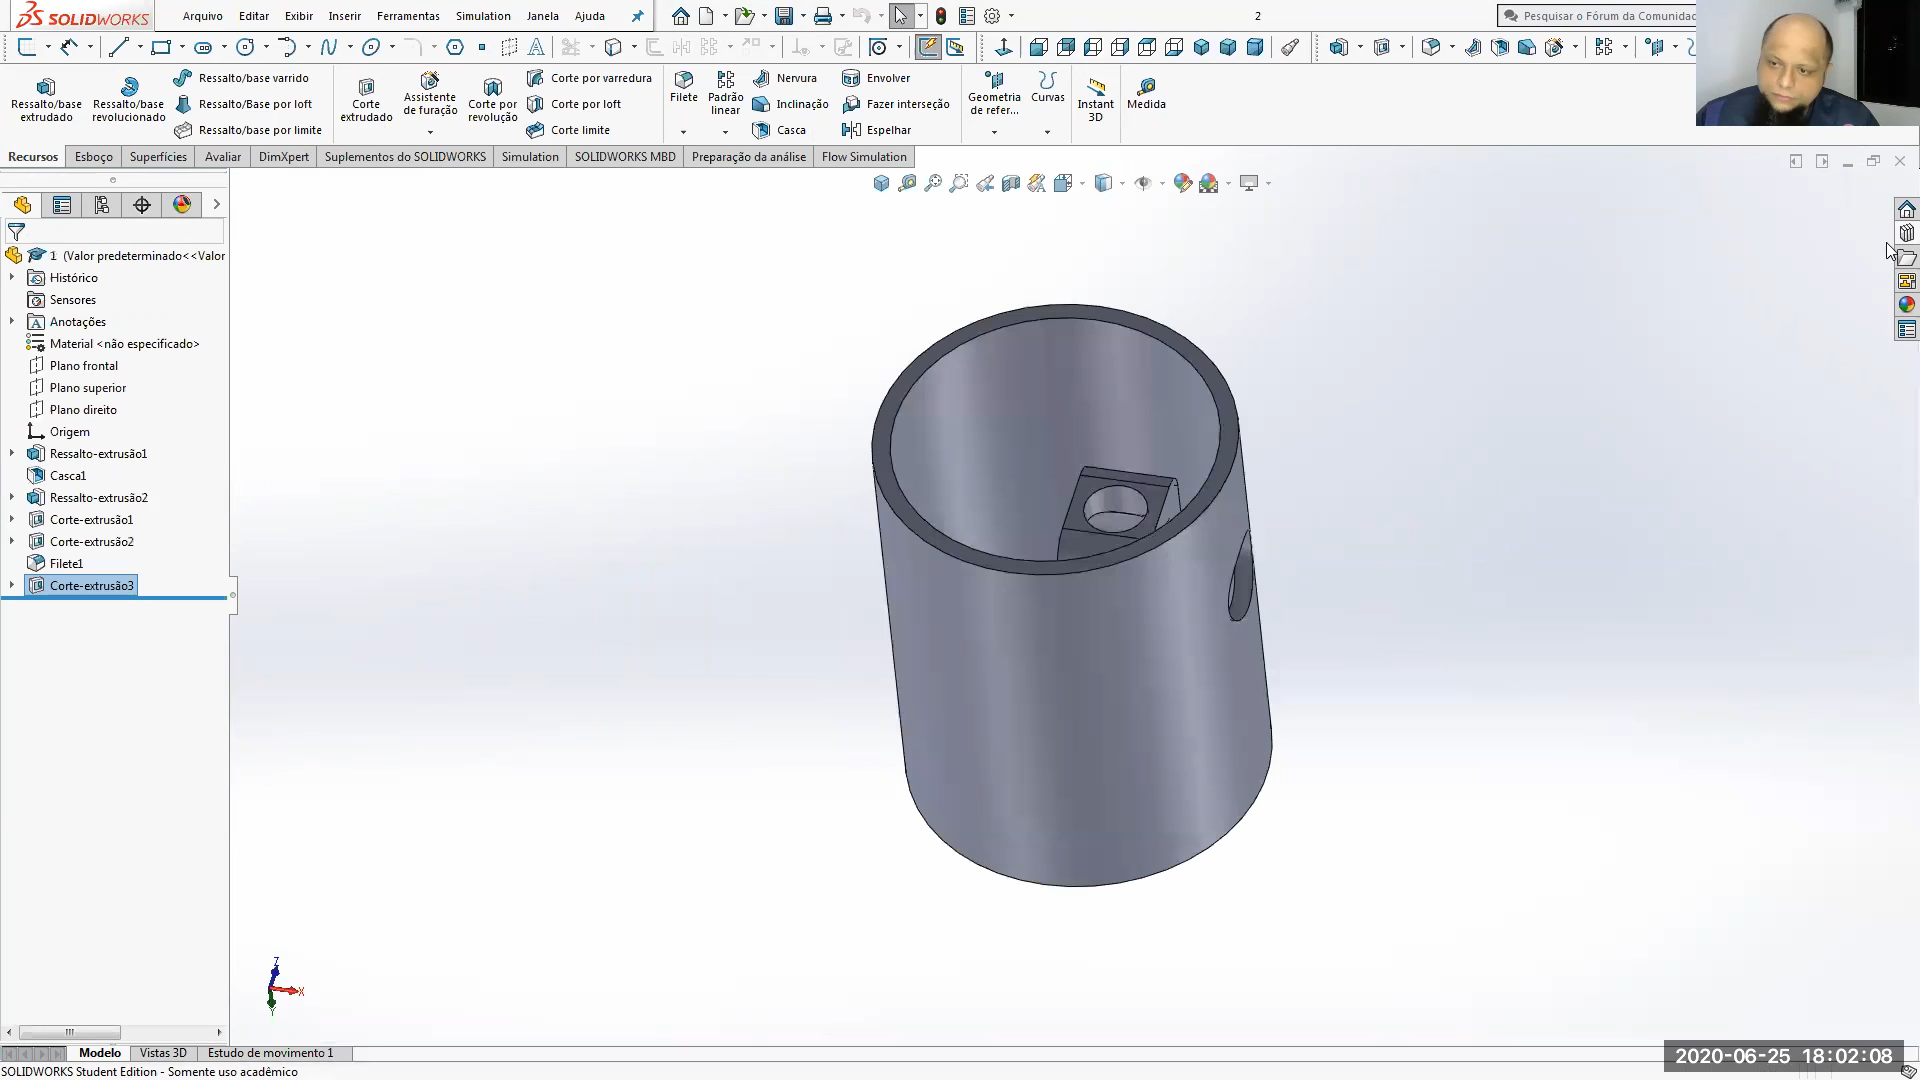 SOLIDWORKS
Arquivo Editar Exibir Inserir Ferramentas Simulation Janela Ajuda
2
Pesquisar o Fórum da Comunidad
Ressalto/base extrudado
Ressalto/base revolucionado
Ressalto/base varrido
Ressalto/Base por loft
Ressalto/base por limite
Corte extrudado
Assistente de furação
Corte por revolução
Corte por varredura
Corte por loft
Corte limite
Filete
Padrão linear
Nervura
Inclinação
Casca
Envolver
Fazer interseção
Espelhar
Geometria de refer...
Curvas
Instant 3D
Medida
Recursos Esboço Superfícies Avaliar DimXpert Suplementos do SOLIDWORKS Simulation SOLIDWORKS MBD Preparação da análise Flow Simulation
1 (Valor predeterminado<<Valor
Histórico
Sensores
Anotações
Material <não especificado>
Plano frontal
Plano superior
Plano direito
Origem
Ressalto-extrusão1
Casca1
Ressalto-extrusão2
Corte-extrusão1
Corte-extrusão2
Filete1
Corte-extrusão3
Z
X
Y
Modelo Vistas 3D Estudo de movimento 1
SOLIDWORKS Student Edition - Somente uso acadêmico
2020-06-25 18:02:08